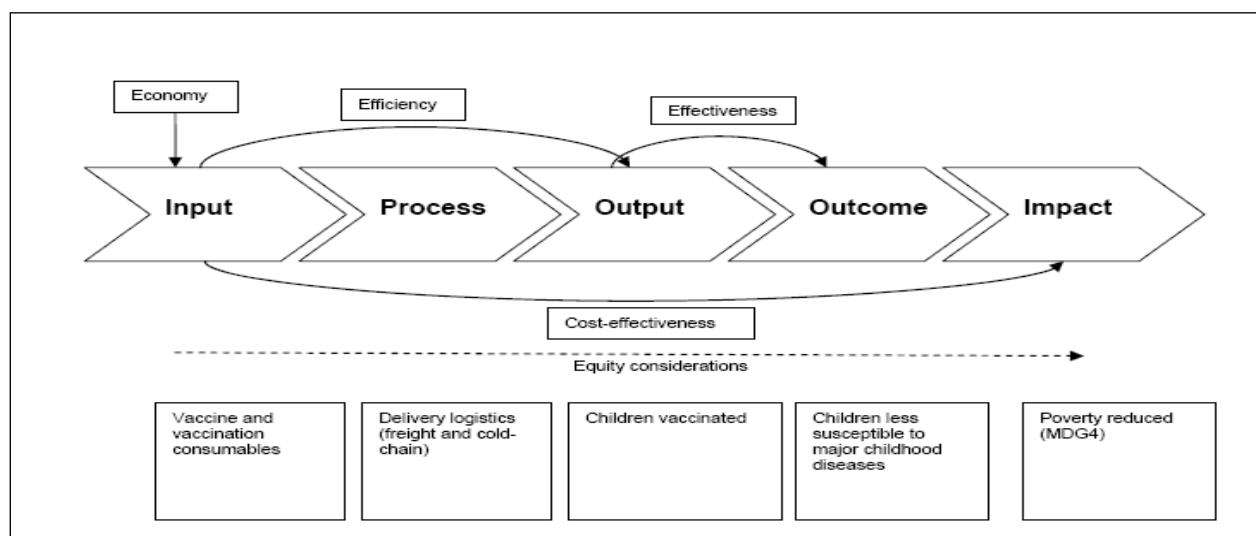 Economy
Efficiency
Effectiveness
Input
Process
Output
Outcome
Impact
Cost-effectiveness
Equity considerations
Vaccine and
vaccination
consumables
Delivery logistics
(freight and cold-
chain)
Children vaccinated
Children less
susceptible to
major childhood
diseases
Poverty reduced
(MDG4)